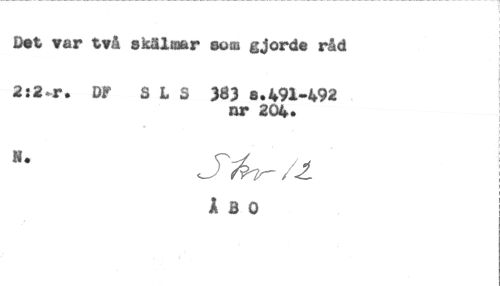 Det var två skälmar som gjorde råd
2:2-r. DF S L S 383 s.491-492
nr 204.
N.
Skv 12
Å B O